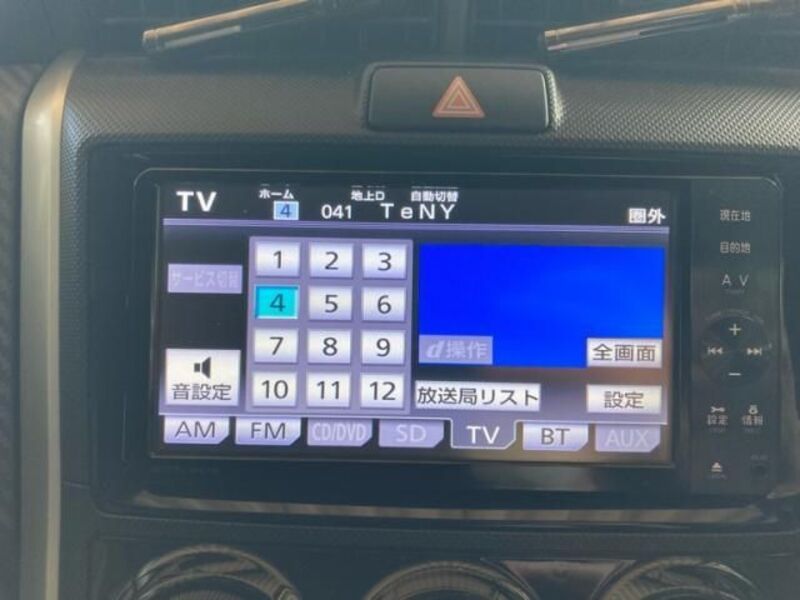 TV ホーム 4 地上D 041 自動切替 TeNY 圏外
現在地
目的地
AV
サービス切替
1 2 3
4 5 6
7 8 9
10 11 12
d操作
全画面
音設定
放送局リスト
設定
AM FM CD/DVD SD TV BT AUX
+
−
設定 情報